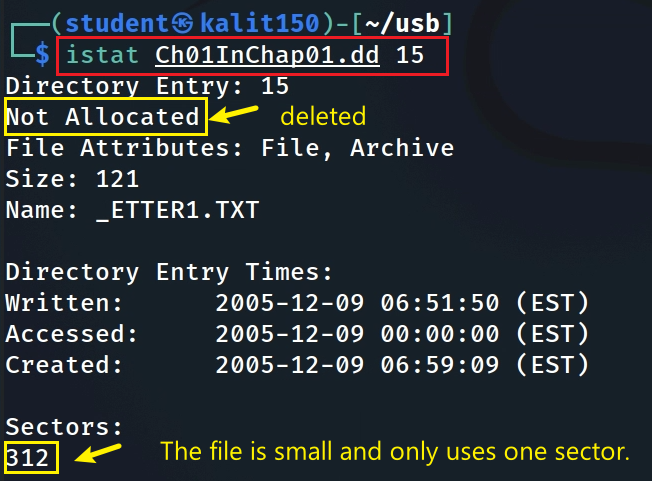 ┌──(student㉿kalit150)-[~/usb]
└─$ istat Ch01InChap01.dd 15
Directory Entry: 15
Not Allocated deleted
File Attributes: File, Archive
Size: 121
Name: _ETTER1.TXT
Directory Entry Times:
Written: 2005-12-09 06:51:50 (EST)
Accessed: 2005-12-09 00:00:00 (EST)
Created: 2005-12-09 06:59:09 (EST)
Sectors:
312 The file is small and only uses one sector.